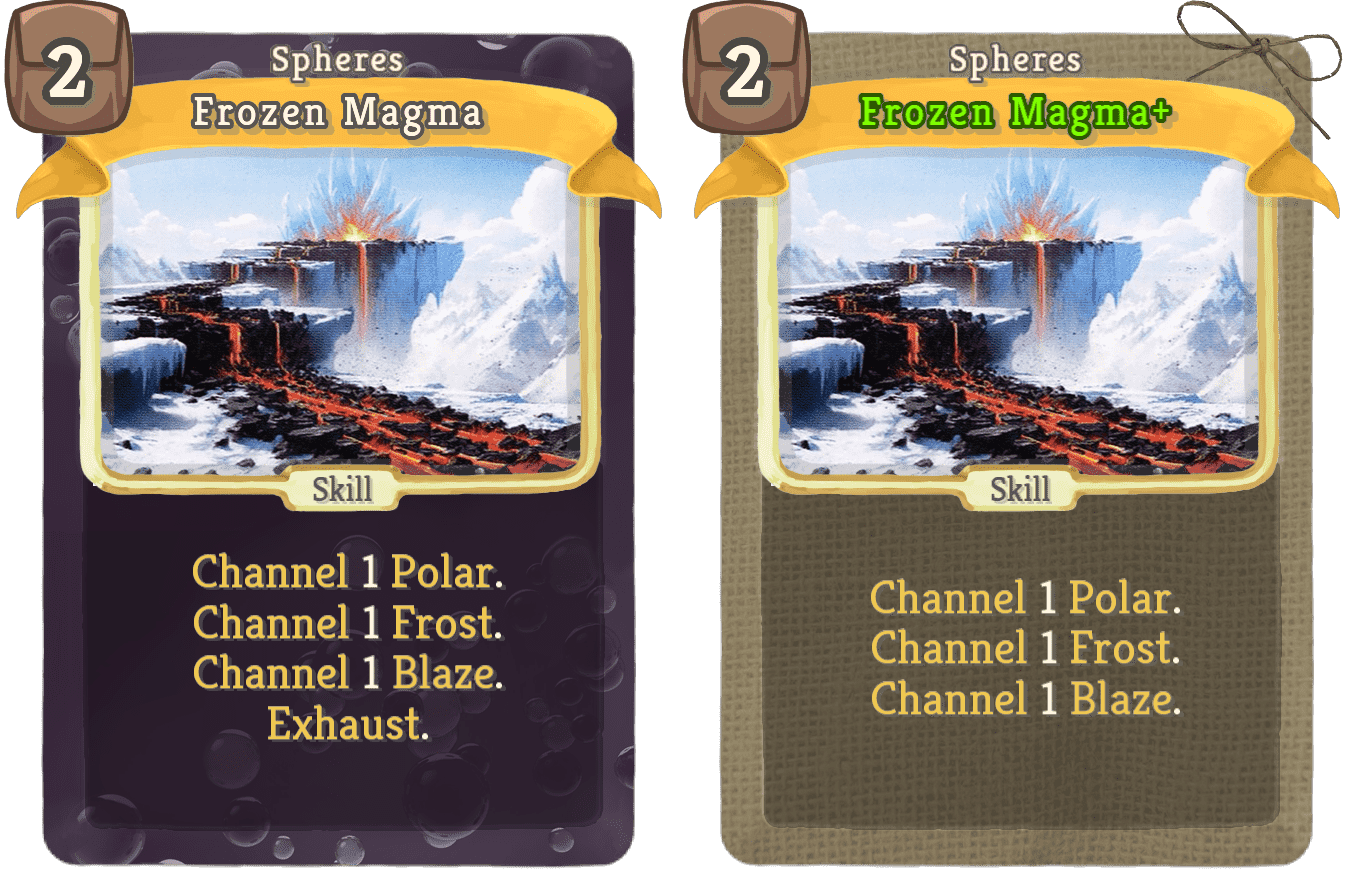 2
Spheres
Frozen Magma
Skill
Channel 1 Polar.
Channel 1 Frost.
Channel 1 Blaze.
Exhaust.
2
Spheres
Frozen Magma+
Skill
Channel 1 Polar.
Channel 1 Frost.
Channel 1 Blaze.